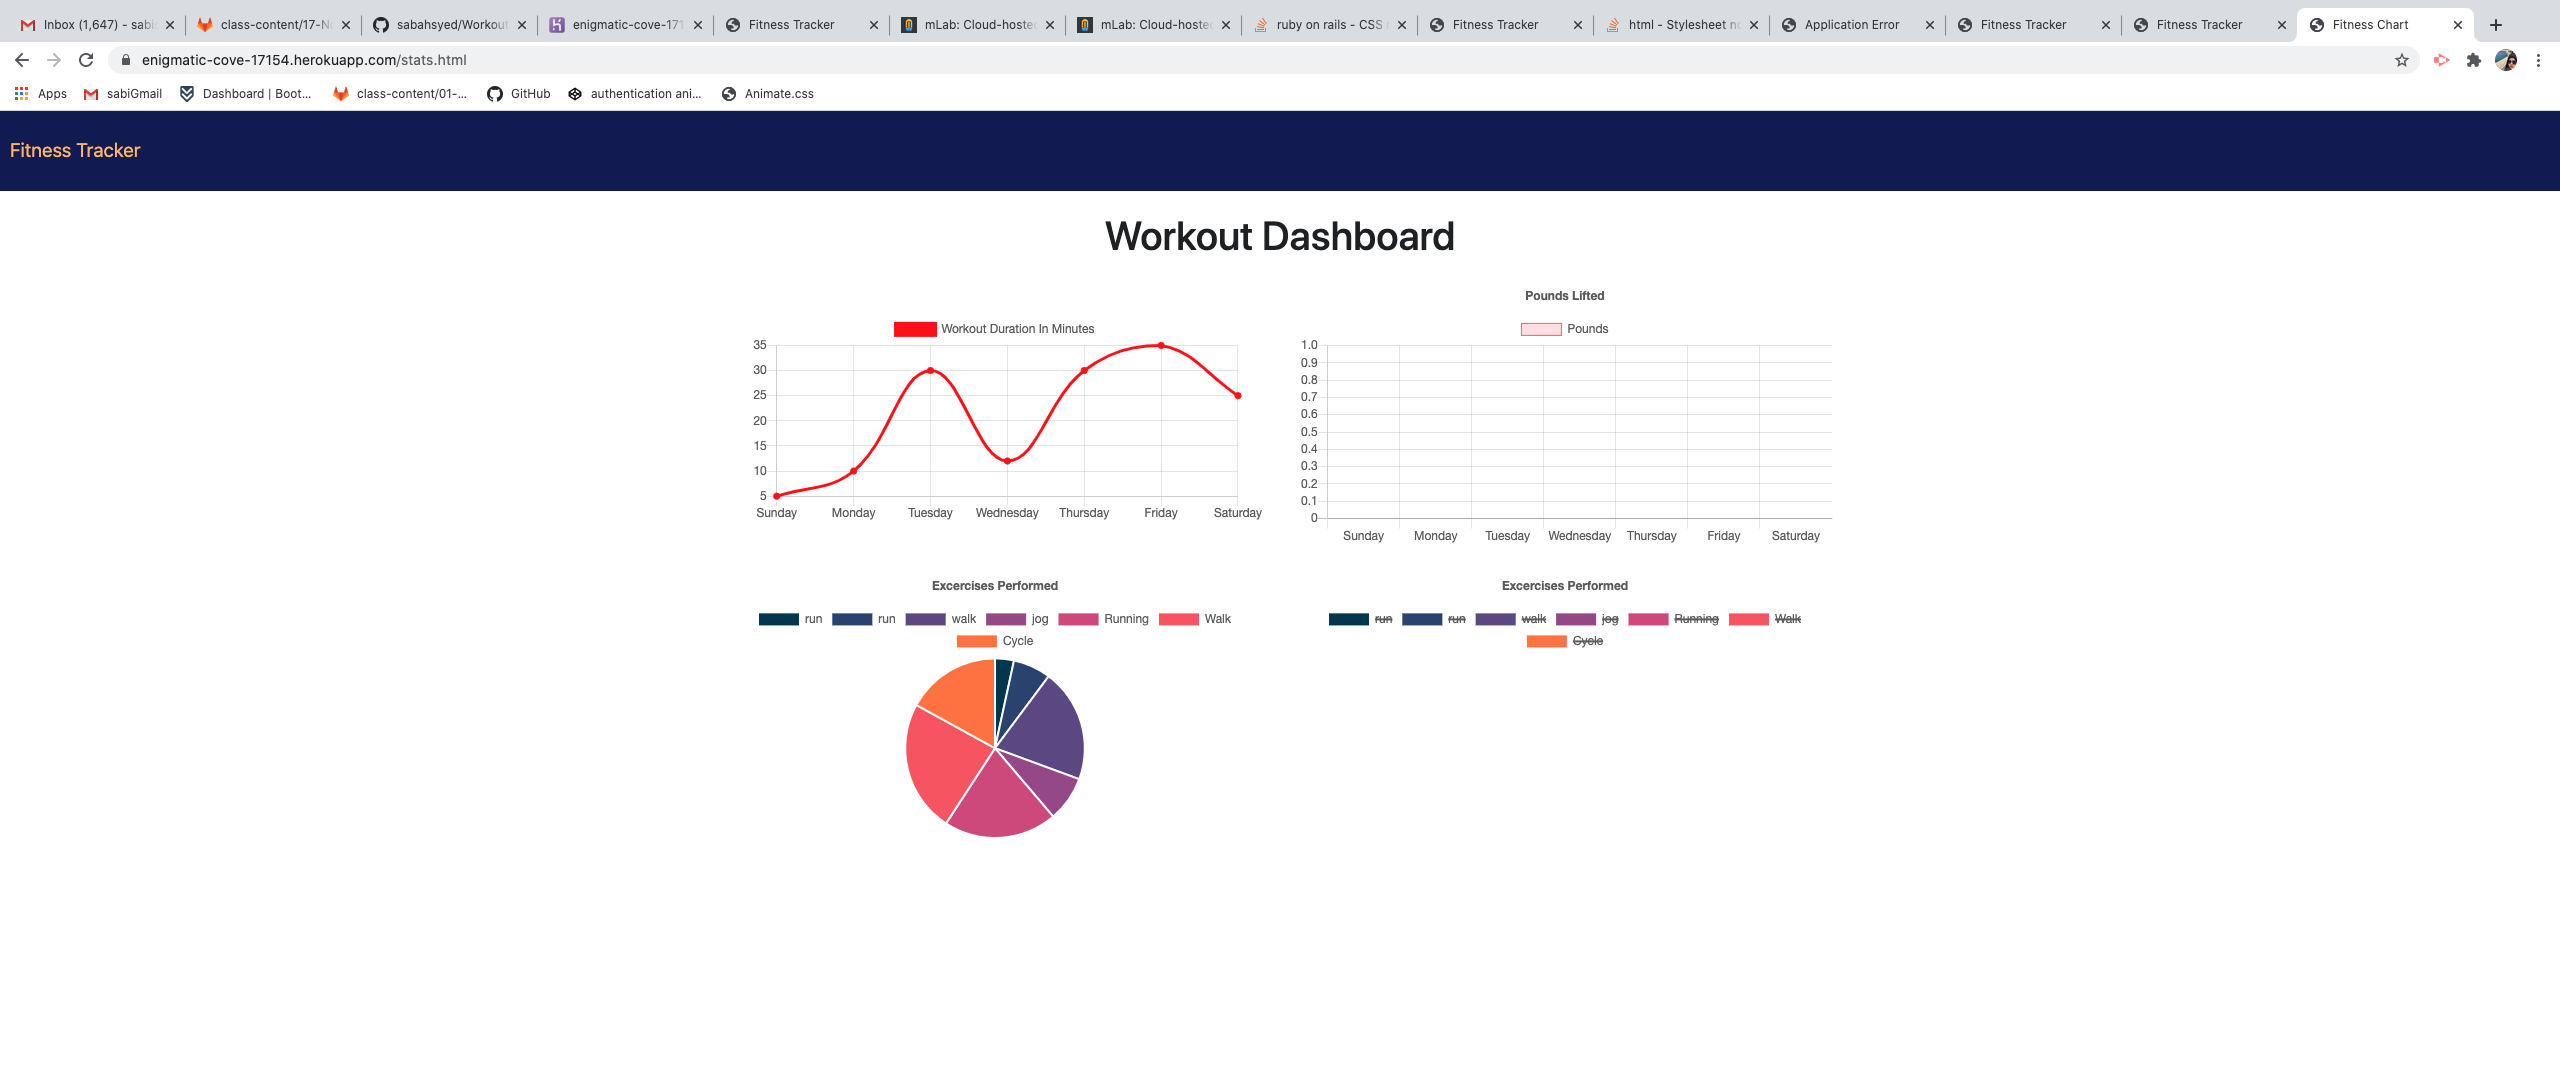 Inbox (1,647) - sabi
class-content/17-N
sabahsyed/Workout
enigmatic-cove-171
Fitness Tracker
mLab: Cloud-hosted
mLab: Cloud-hosted
ruby on rails - CSS
Fitness Tracker
html - Stylesheet no
Application Error
Fitness Tracker
Fitness Tracker
Fitness Chart
enigmatic-cove-17154.herokuapp.com/stats.html
Apps
sabiGmail
Dashboard | Boot...
class-content/01-...
GitHub
authentication ani...
Animate.css
Fitness Tracker
Workout Dashboard
Workout Duration In Minutes
35
30
25
20
15
10
5
Sunday Monday Tuesday Wednesday Thursday Friday Saturday
Pounds Lifted
Pounds
1.0
0.9
0.8
0.7
0.6
0.5
0.4
0.3
0.2
0.1
0
Sunday Monday Tuesday Wednesday Thursday Friday Saturday
Excercises Performed
run run walk jog Running Walk
Cycle
Excercises Performed
run run walk jog Running Walk
Cycle